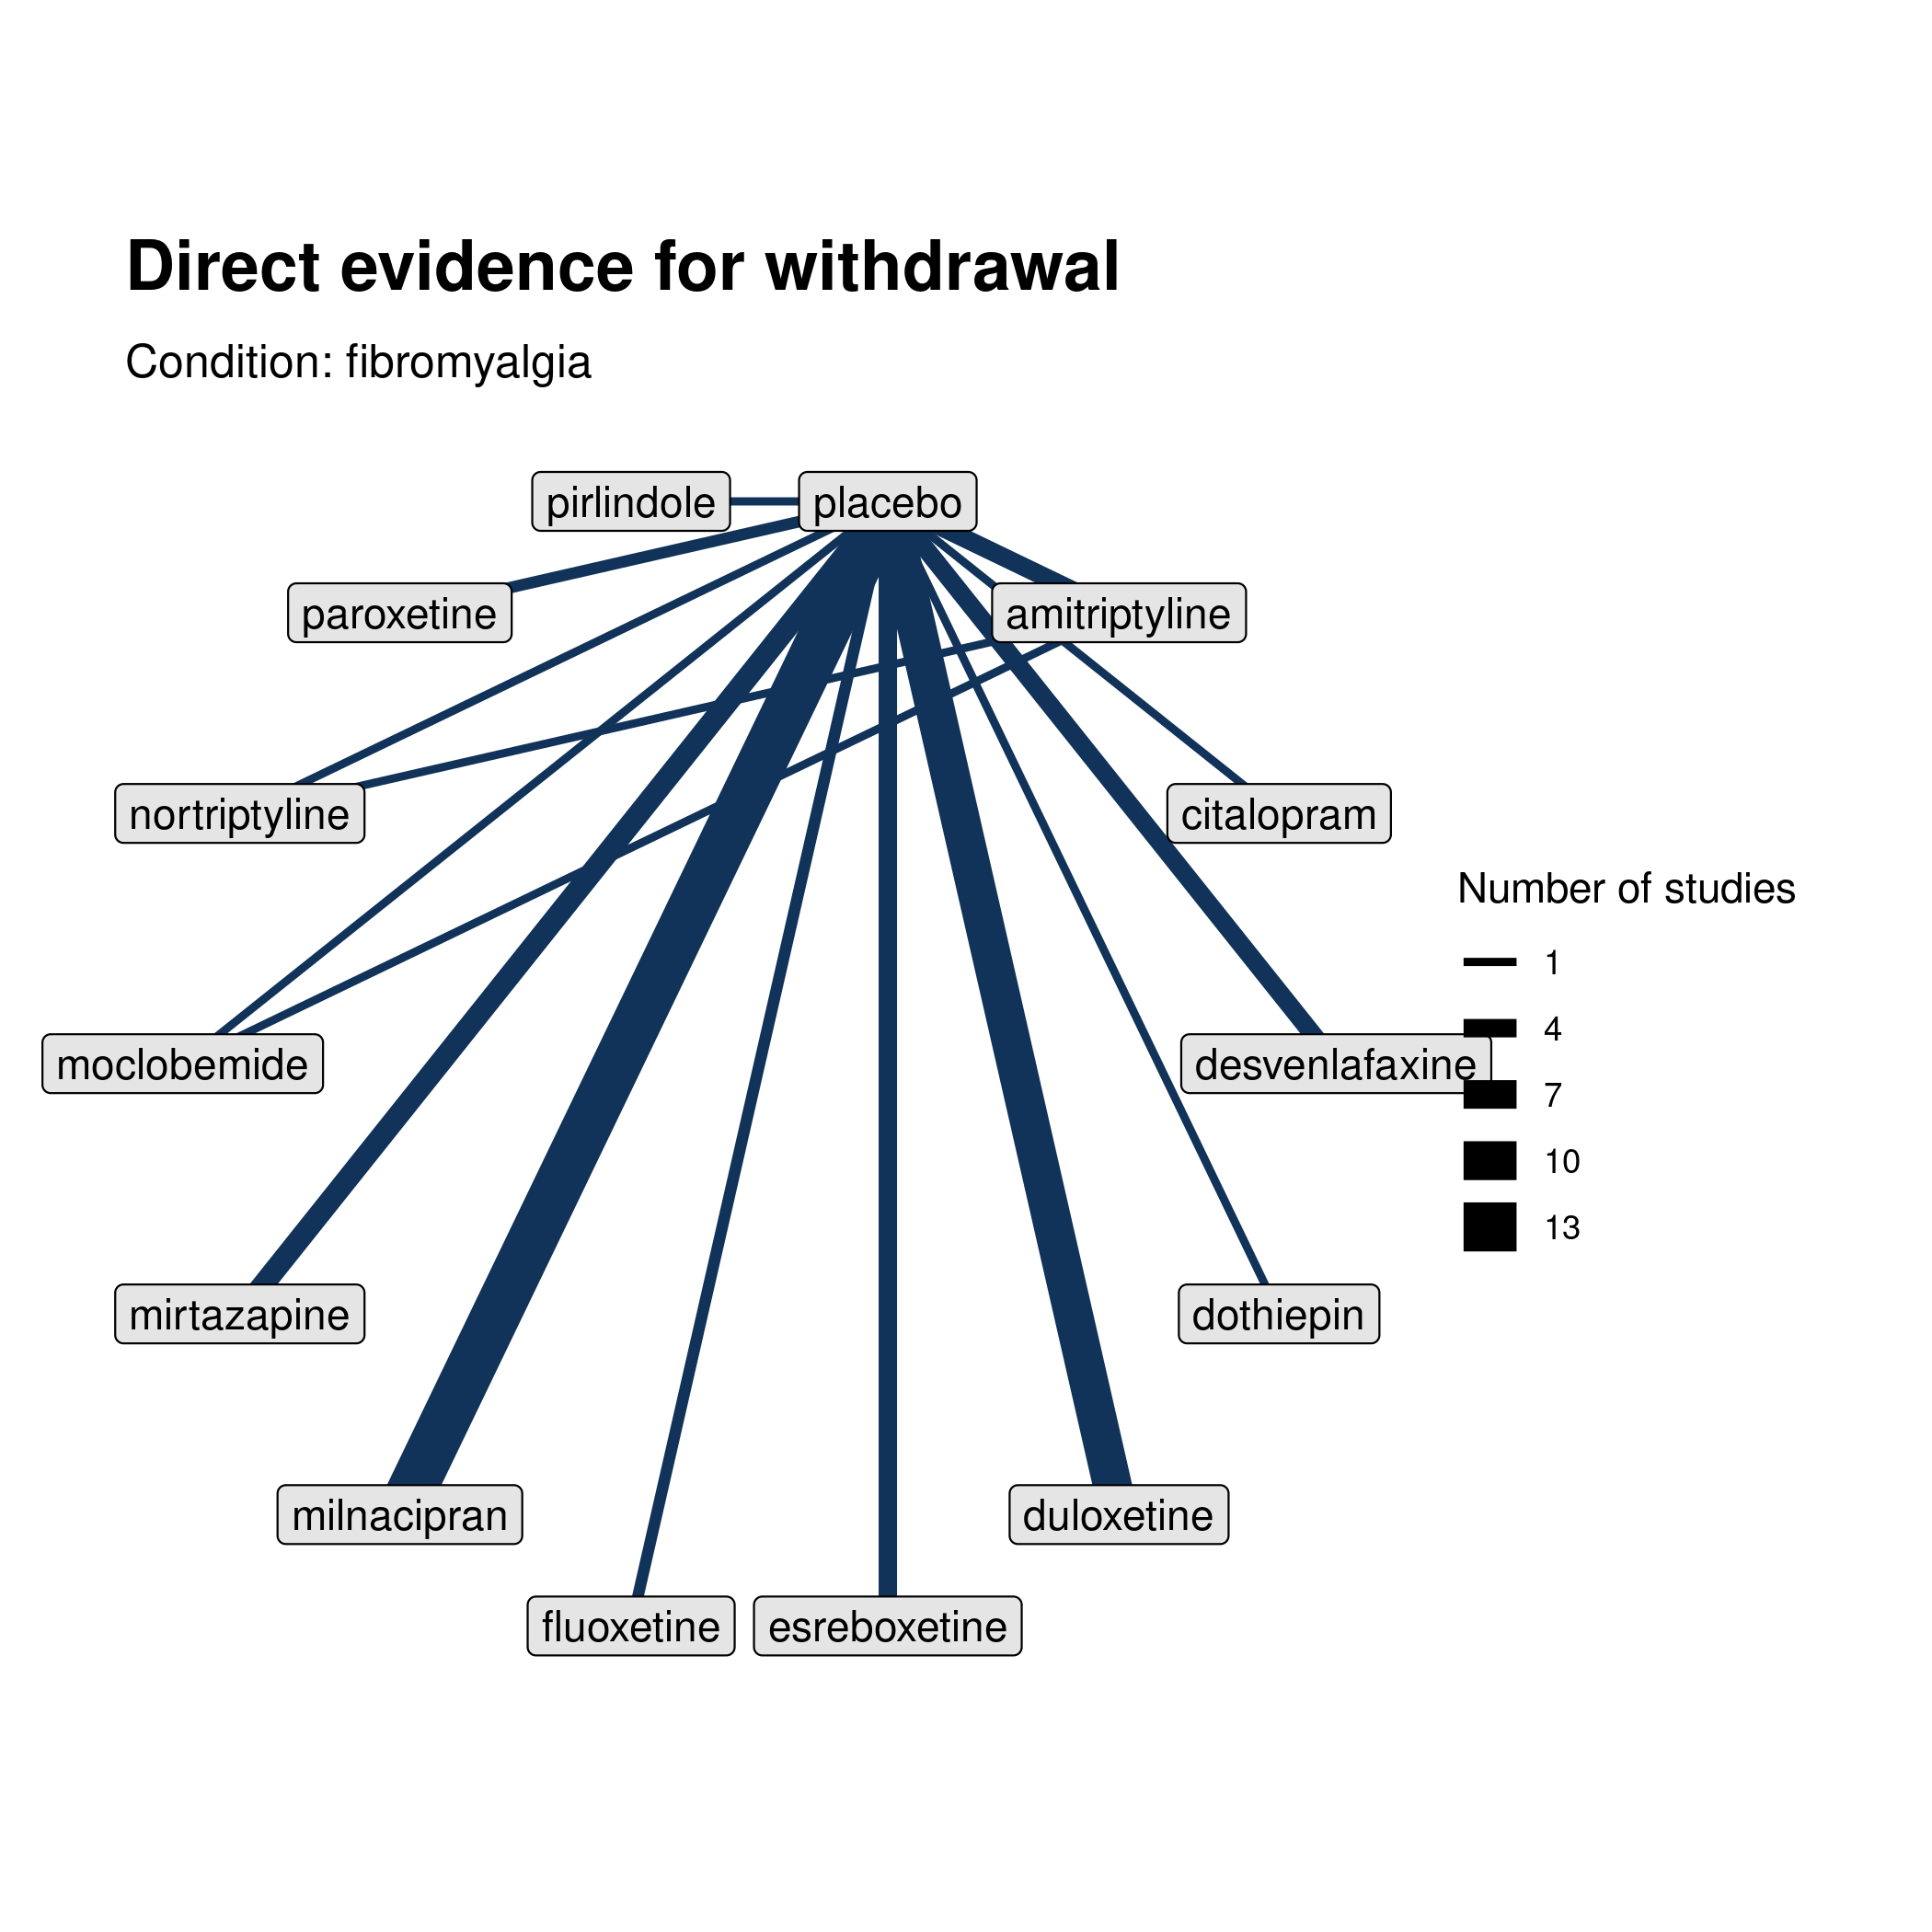 Direct evidence for withdrawal
Condition: fibromyalgia
pirlindole
placebo
paroxetine
amitriptyline
nortriptyline
citalopram
moclobemide
desvenlafaxine
mirtazapine
dothiepin
milnacipran
duloxetine
fluoxetine
esreboxetine
Number of studies
1
4
7
10
13